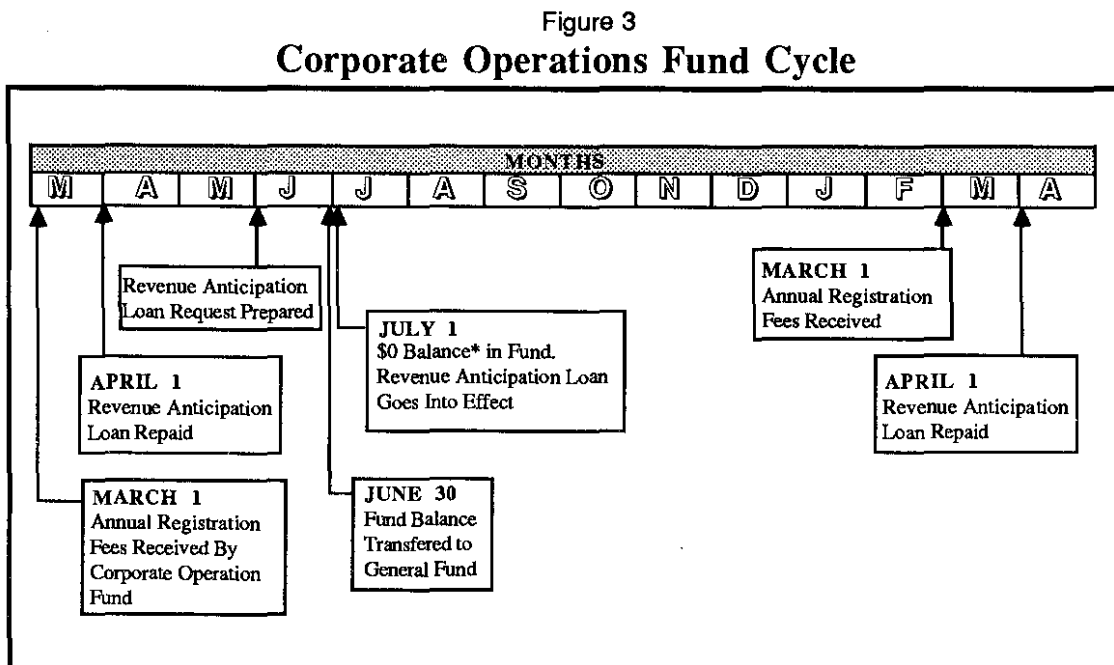 Figure 3
Corporate Operations Fund Cycle
MONTHS
M A M J J A S O N D J F M A
Revenue Anticipation
Loan Request Prepared
MARCH 1
Annual Registration
Fees Received
JULY 1
$0 Balance* in Fund.
Revenue Anticipation Loan
Goes Into Effect
APRIL 1
Revenue Anticipation
Loan Repaid
APRIL 1
Revenue Anticipation
Loan Repaid
MARCH 1
Annual Registration
Fees Received By
Corporate Operation
Fund
JUNE 30
Fund Balance
Transfered to
General Fund